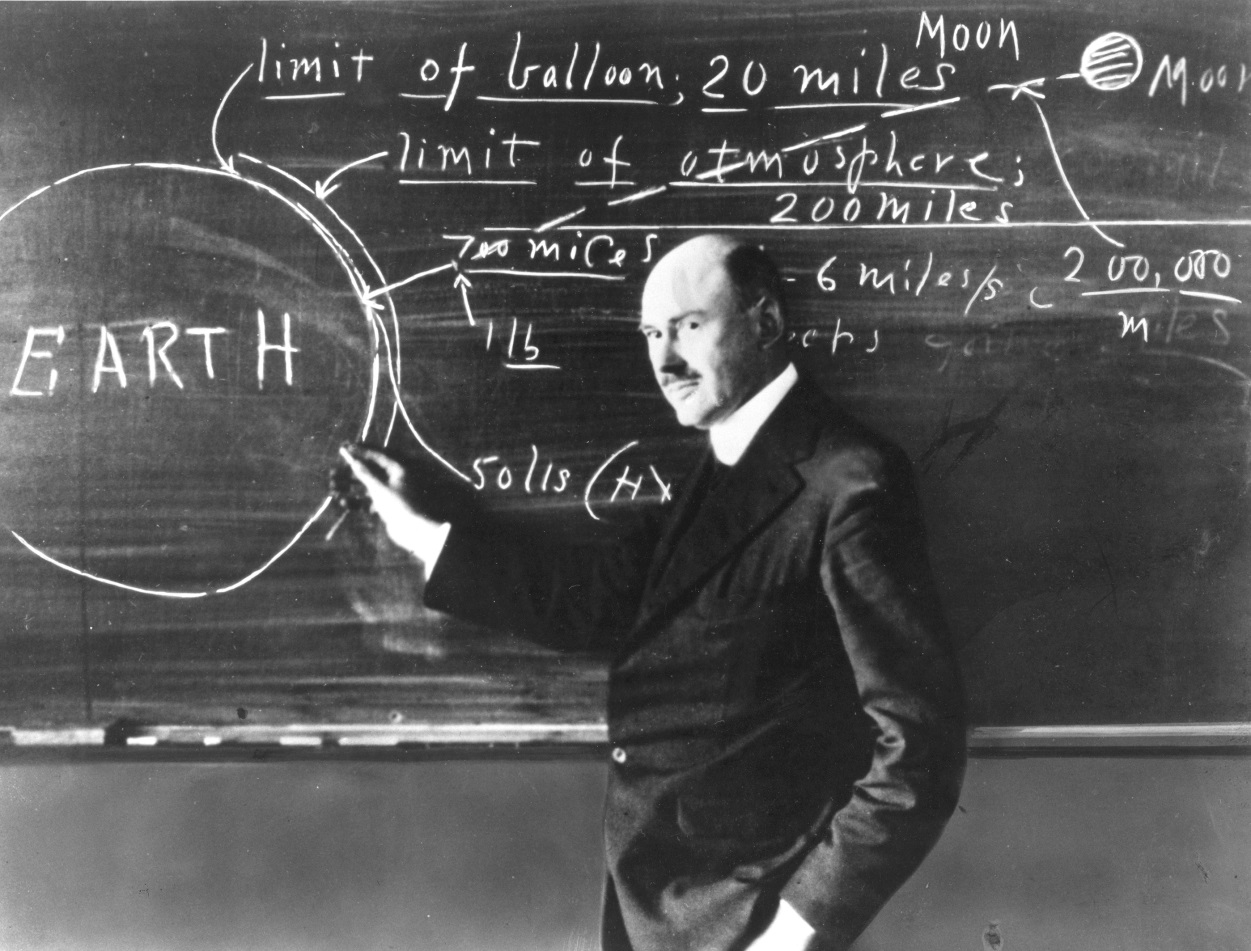 Moon
limit of balloon; 20 miles
Moon
limit of atmosphere;
200 miles
700 miles
6 miles/s
200,000
miles
1 lb
EARTH
50 lbs (H)